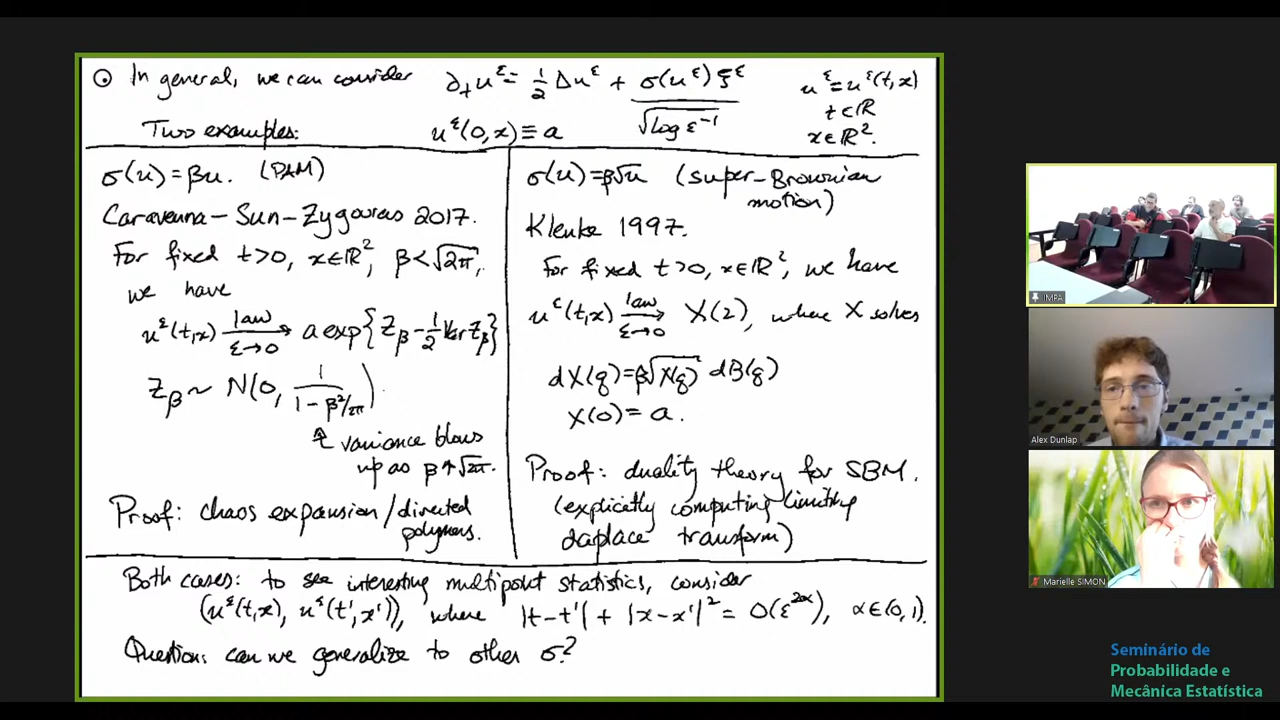 ⊙ In general, we can consider ∂ₜuᵋ = ½ Δuᵋ + σ(uᵋ) ξᵋ / √(log ε⁻¹)
uᵋ = uᵋ(t,x)
t ∈ ℝ
x ∈ ℝ².
Two examples: uᵋ(0,x) ≡ a
σ(u) = βu. (PAM)
Caravenna – Sun – Zygouras 2017.
For fixed t>0, x∈ℝ², β<√2π,
we have
uᵋ(t,x) law→ ε→0 a exp{Z_β − ½ Var Z_β}
Z_β ~ N(0, 1/(1 − β²/2π)).
↑ variance blows
up as β↑√2π.
Proof: chaos expansion / directed
polymers.
σ(u) = β√u (super-Brownian
motion)
Klenke 1997.
For fixed t>0, x∈ℝ², we have
uᵋ(t,x) law→ ε→0 X(2), where X solves
dX(q) = β√X(q) dB(q)
X(0) = a.
Proof: duality theory for SBM.
(explicitly computing limiting
Laplace transform)
Both cases: to see interesting multipoint statistics, consider
(uᵋ(t,x), uᵋ(t',x')), where |t−t'| + |x−x'|² = O(ε²ᵅ), α∈(0,1).
Question: can we generalize to other σ?
IMPA
Alex Dunlap
Marielle SIMON
Seminário de
Probabilidade e
Mecânica Estatística